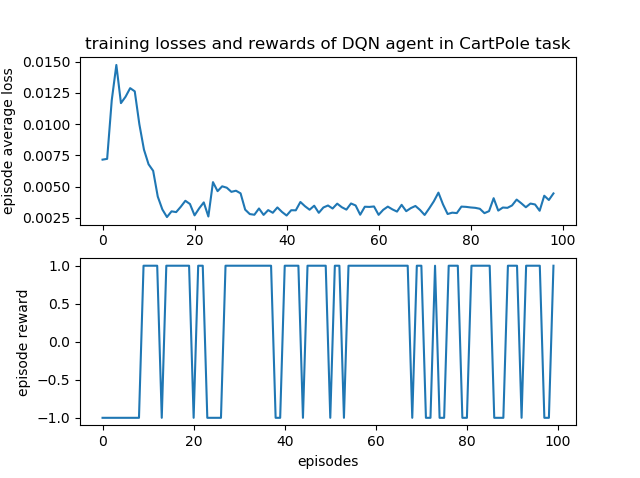 training losses and rewards of DQN agent in CartPole task
episode average loss
0.0150
0.0125
0.0100
0.0075
0.0050
0.0025
0 20 40 60 80 100
episode reward
1.0
0.5
0.0
−0.5
−1.0
0 20 40 60 80 100
episodes